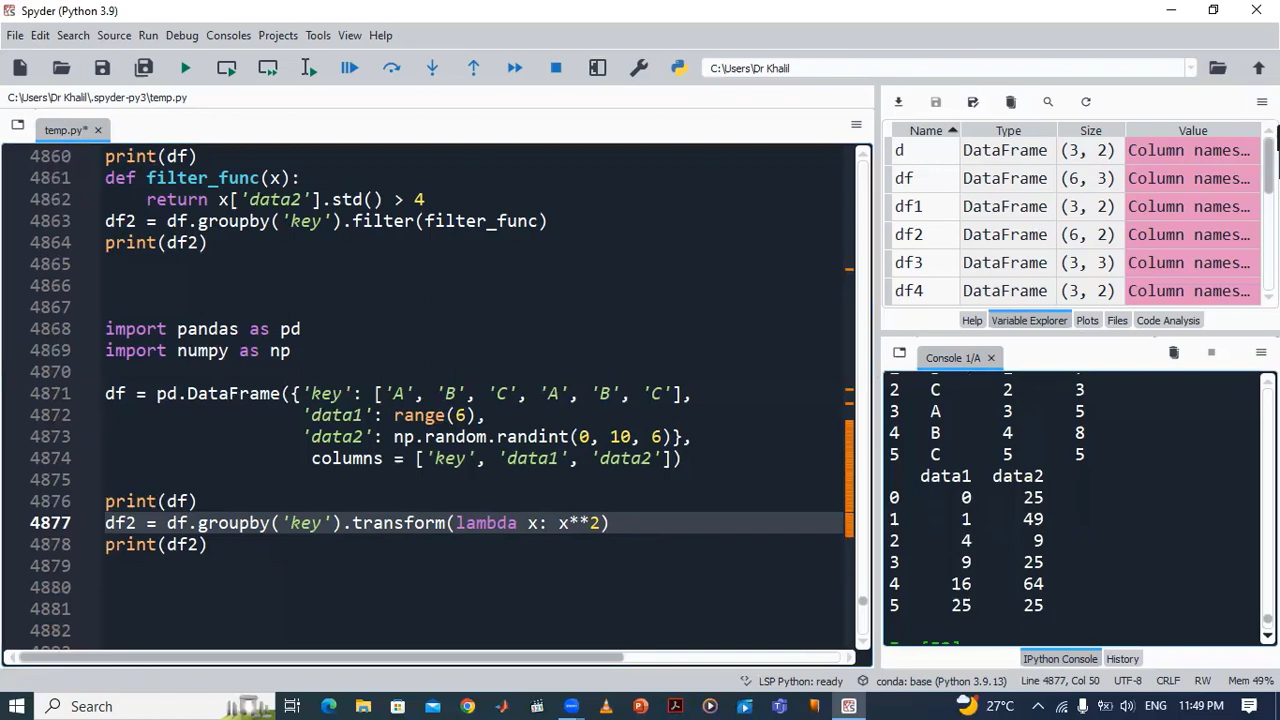 Spyder (Python 3.9)
File Edit Search Source Run Debug Consoles Projects Tools View Help
C:\Users\Dr Khalil
C:\Users\Dr Khalil\.spyder-py3\temp.py
temp.py*
4860 print(df)
4861 def filter_func(x):
4862     return x['data2'].std() > 4
4863 df2 = df.groupby('key').filter(filter_func)
4864 print(df2)
4865
4866
4867
4868 import pandas as pd
4869 import numpy as np
4870
4871 df = pd.DataFrame({'key': ['A', 'B', 'C', 'A', 'B', 'C'],
4872                    'data1': range(6),
4873                    'data2': np.random.randint(0, 10, 6)},
4874                     columns = ['key', 'data1', 'data2'])
4875
4876 print(df)
4877 df2 = df.groupby('key').transform(lambda x: x**2)
4878 print(df2)
4879
4880
4881
4882
Name Type Size Value
d DataFrame (3, 2) Column names...
df DataFrame (6, 3) Column names...
df1 DataFrame (3, 2) Column names...
df2 DataFrame (6, 2) Column names...
df3 DataFrame (3, 2) Column names...
df4 DataFrame (3, 2) Column names...
Help Variable Explorer Plots Files Code Analysis
Console 1/A
2 C 2 3
3 A 3 5
4 B 4 8
5 C 5 5
data1 data2
0 0 25
1 1 49
2 4 9
3 9 25
4 16 64
5 25 25
IPython Console History
LSP Python: ready conda: base (Python 3.9.13) Line 4877, Col 50 UTF-8 CRLF RW Mem 49%
Search 27°C 11:49 PM